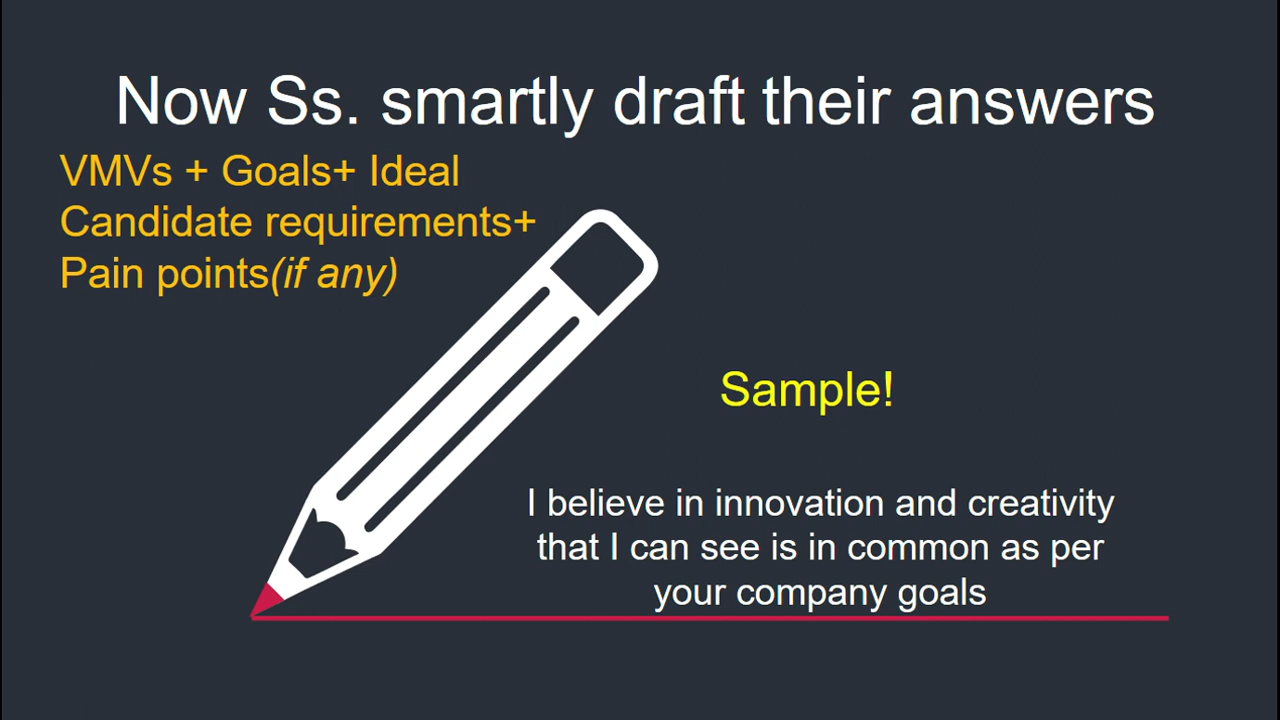 Now Ss. smartly draft their answers
VMVs + Goals+ Ideal
Candidate requirements+
Pain points(if any)
Sample!
I believe in innovation and creativity
that I can see is in common as per
your company goals